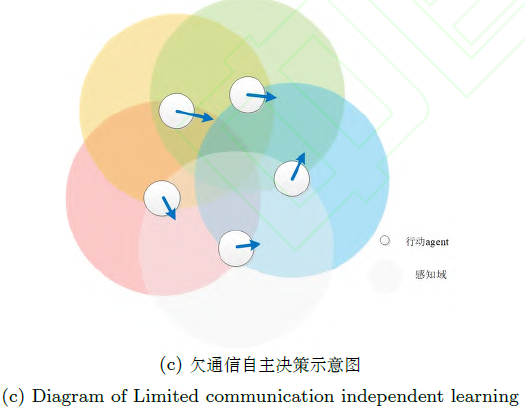 行动agent
感知域
(c) 欠通信自主决策示意图
(c) Diagram of Limited communication independent learning